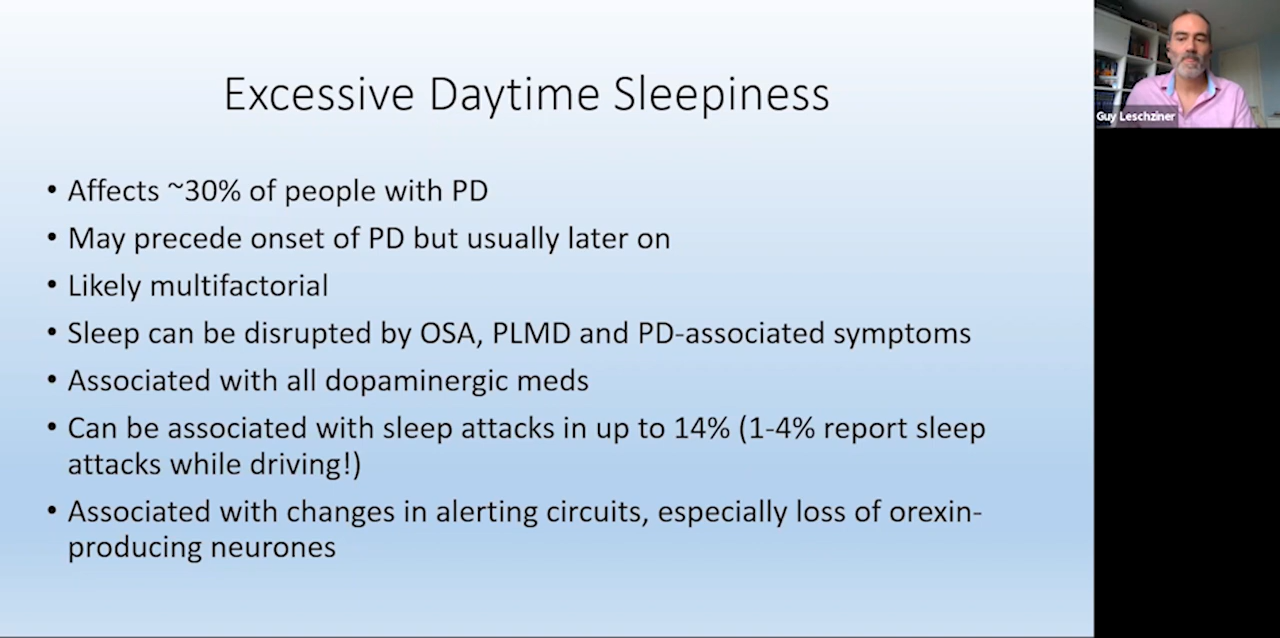 Excessive Daytime Sleepiness
Guy Leschziner
• Affects ~30% of people with PD
• May precede onset of PD but usually later on
• Likely multifactorial
• Sleep can be disrupted by OSA, PLMD and PD-associated symptoms
• Associated with all dopaminergic meds
• Can be associated with sleep attacks in up to 14% (1-4% report sleep
attacks while driving!)
• Associated with changes in alerting circuits, especially loss of orexin-
producing neurones